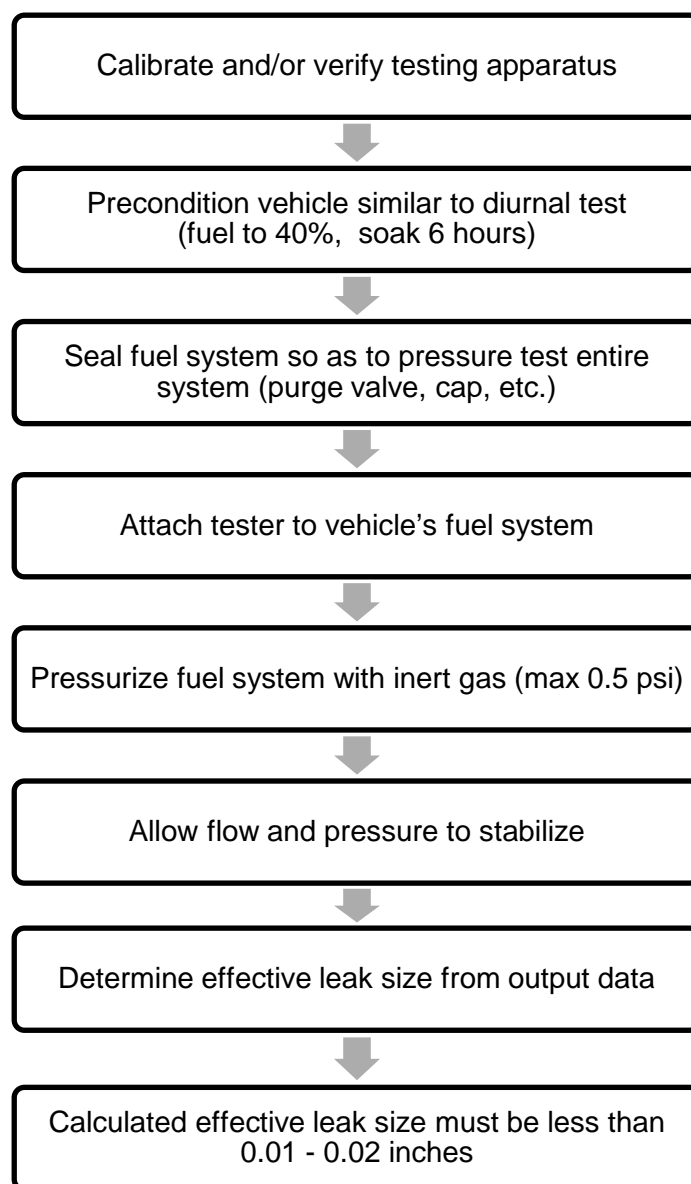 Calibrate and/or verify testing apparatus
Precondition vehicle similar to diurnal test
(fuel to 40%, soak 6 hours)
Seal fuel system so as to pressure test entire
system (purge valve, cap, etc.)
Attach tester to vehicle's fuel system
Pressurize fuel system with inert gas (max 0.5 psi)
Allow flow and pressure to stabilize
Determine effective leak size from output data
Calculated effective leak size must be less than
0.01 - 0.02 inches